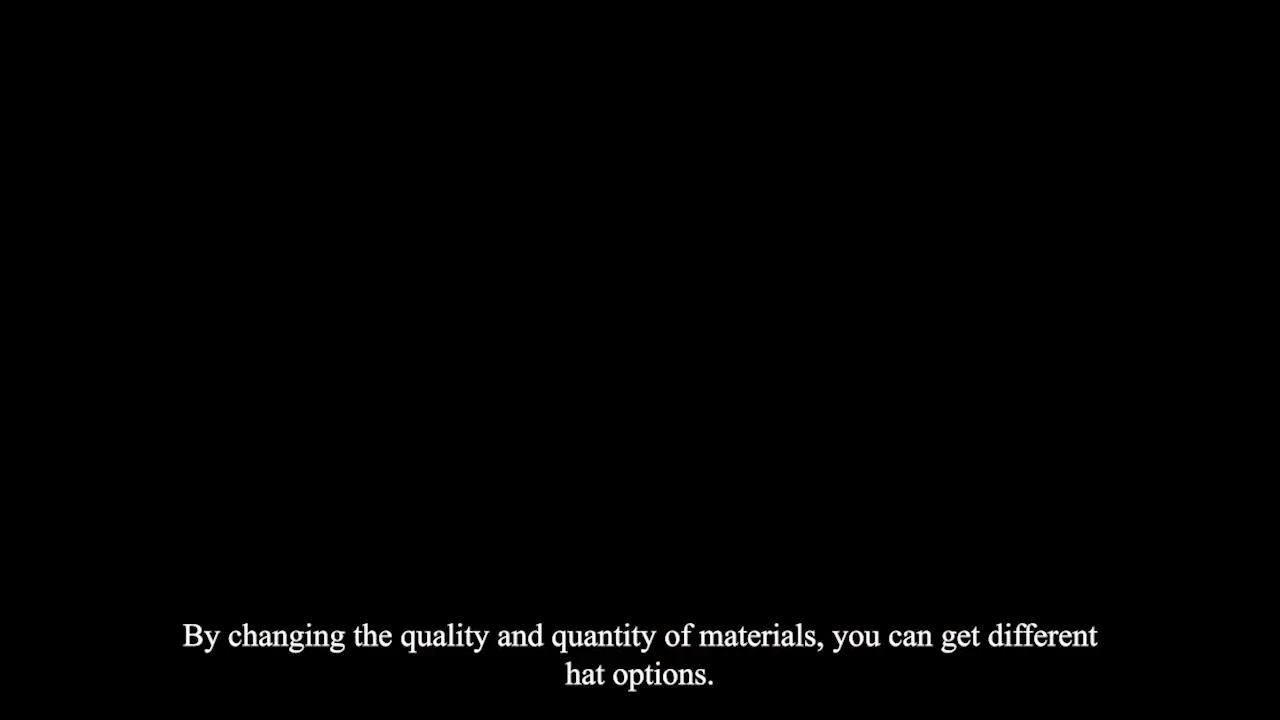 By changing the quality and quantity of materials, you can get different
hat options.